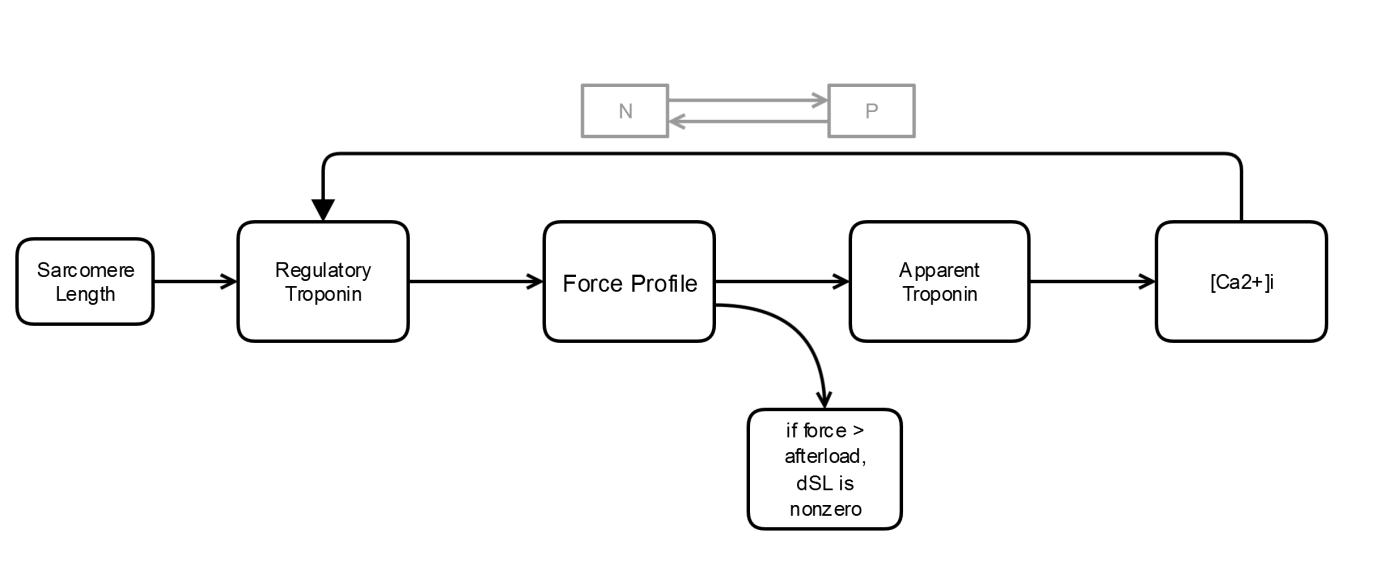 N
P
Sarcomere
Length
Regulatory
Troponin
Force Profile
Apparent
Troponin
[Ca2+]i
if force >
afterload,
dSL is
nonzero